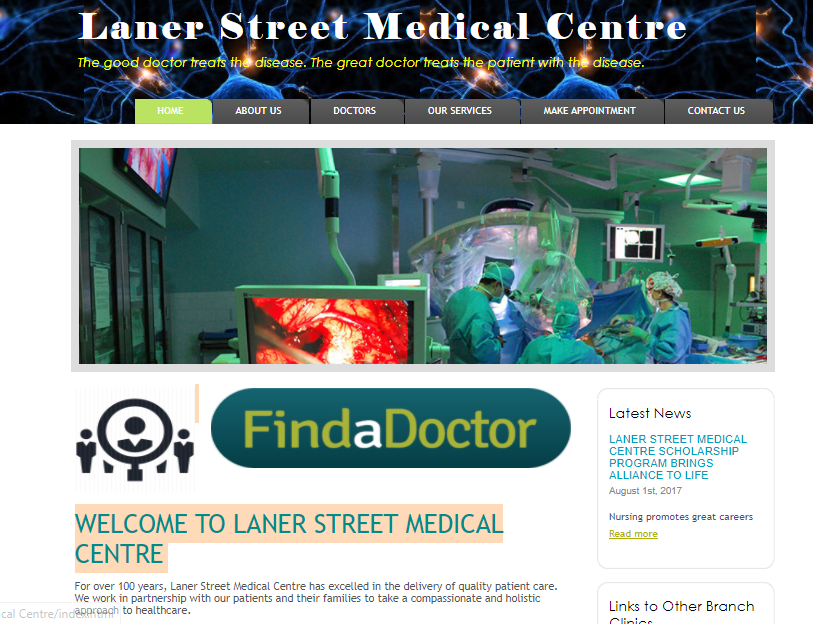 Laner Street Medical Centre
The good doctor treats the disease. The great doctor treats the patient with the disease.
HOME ABOUT US DOCTORS OUR SERVICES MAKE APPOINTMENT CONTACT US
FindaDoctor
WELCOME TO LANER STREET MEDICAL
CENTRE
For over 100 years, Laner Street Medical Centre has excelled in the delivery of quality patient care.
We work in partnership with our patients and their families to take a compassionate and holistic
approach to healthcare.
cal Centre/index.html
Latest News
LANER STREET MEDICAL
CENTRE SCHOLARSHIP
PROGRAM BRINGS
ALLIANCE TO LIFE
August 1st, 2017
Nursing promotes great careers
Read more
Links to Other Branch
Clinics